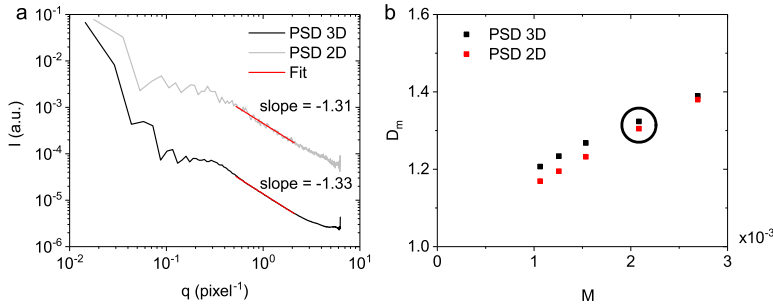 a
PSD 3D
PSD 2D
Fit
slope = -1.31
slope = -1.33
10⁻¹
10⁻²
10⁻³
10⁻⁴
10⁻⁵
10⁻⁶
I (a.u.)
10⁻² 10⁻¹ 10⁰ 10¹
q (pixel⁻¹)
b
PSD 3D
PSD 2D
1.6
1.4
1.2
1.0
Dₘ
0 1 2 3
x10⁻³
M